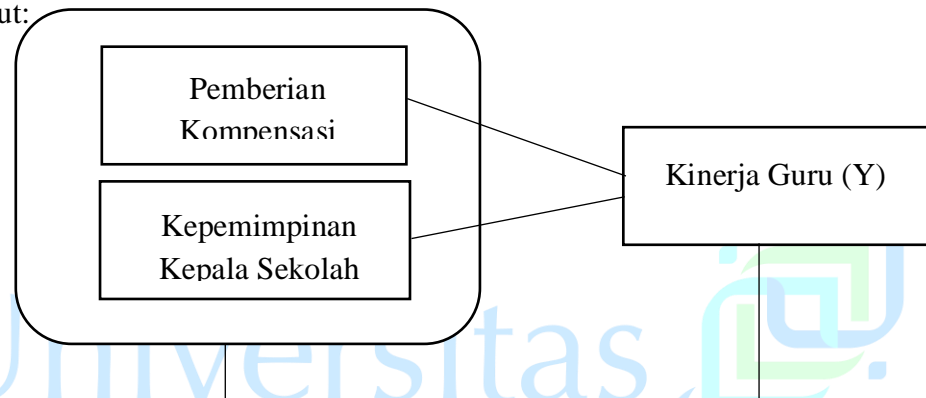 ut:
Pemberian
Kompensasi
Kinerja Guru (Y)
Kepemimpinan
Kepala Sekolah
Universitas